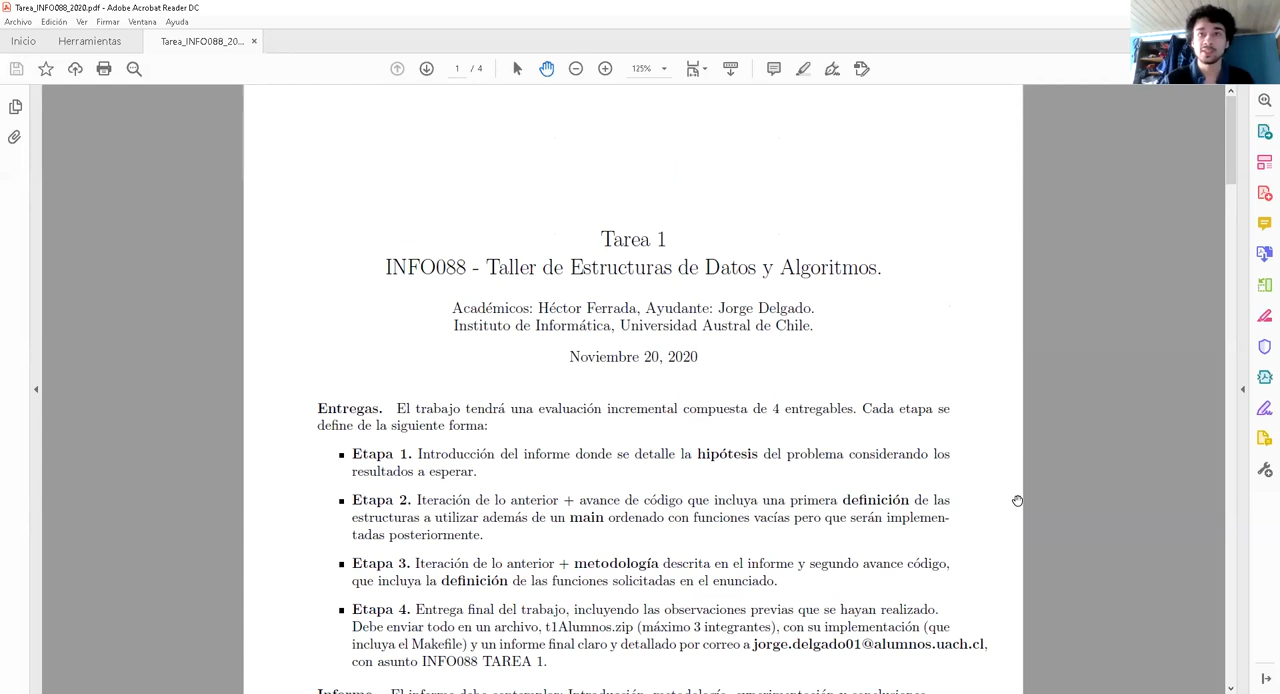 Tarea_INFO088_2020.pdf - Adobe Acrobat Reader DC
Archivo Edición Ver Firmar Ventana Ayuda
Inicio Herramientas Tarea_INFO088_20... ×
1 / 4 125%
Tarea 1
INFO088 - Taller de Estructuras de Datos y Algoritmos.
Académicos: Héctor Ferrada, Ayudante: Jorge Delgado.
Instituto de Informática, Universidad Austral de Chile.
Noviembre 20, 2020
Entregas. El trabajo tendrá una evaluación incremental compuesta de 4 entregables. Cada etapa se
define de la siguiente forma:
▪ Etapa 1. Introducción del informe donde se detalle la hipótesis del problema considerando los
resultados a esperar.
▪ Etapa 2. Iteración de lo anterior + avance de código que incluya una primera definición de las
estructuras a utilizar además de un main ordenado con funciones vacías pero que serán implemen-
tadas posteriormente.
▪ Etapa 3. Iteración de lo anterior + metodología descrita en el informe y segundo avance código,
que incluya la definición de las funciones solicitadas en el enunciado.
▪ Etapa 4. Entrega final del trabajo, incluyendo las observaciones previas que se hayan realizado.
Debe enviar todo en un archivo, t1Alumnos.zip (máximo 3 integrantes), con su implementación (que
incluya el Makefile) y un informe final claro y detallado por correo a jorge.delgado01@alumnos.uach.cl,
con asunto INFO088 TAREA 1.
Informe. El informe debe contemplar: Introducción, metodología, experimentación y conclusiones.